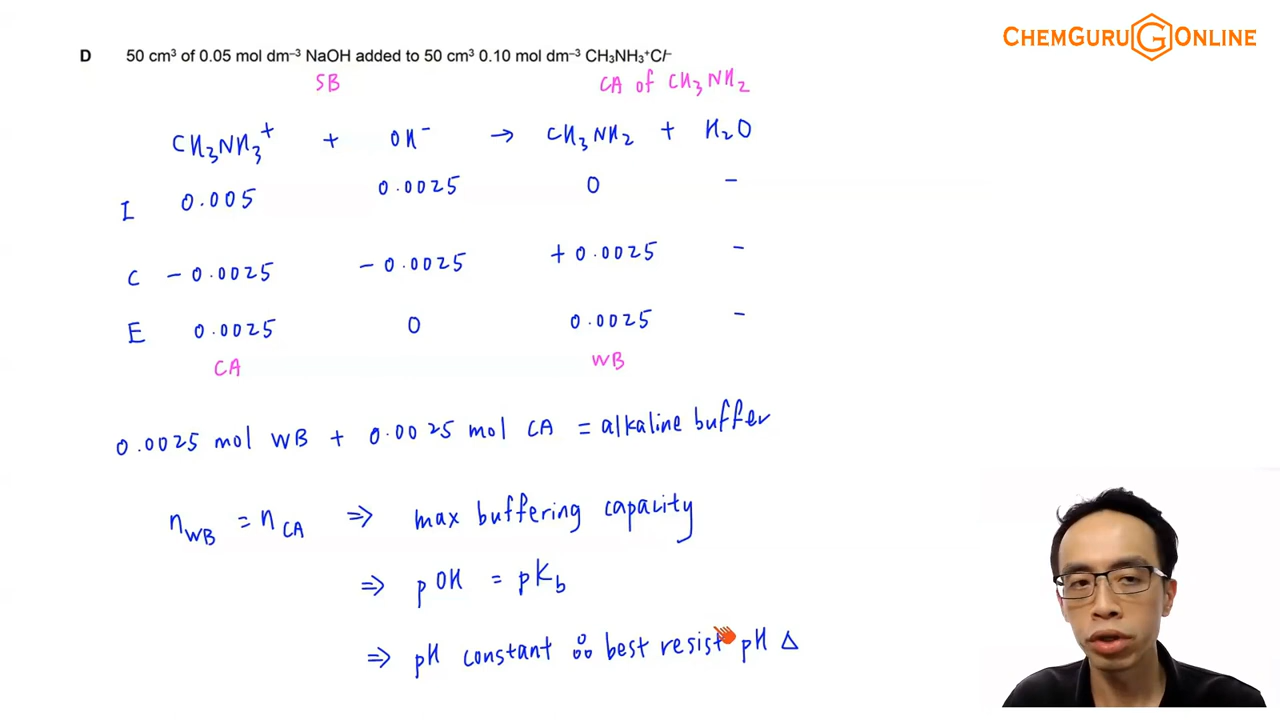 CHEMGURU G ONLINE
D 50 cm³ of 0.05 mol dm⁻³ NaOH added to 50 cm³ 0.10 mol dm⁻³ CH₃NH₃⁺Cl⁻
SB CA of CH₃NH₂
CH₃NH₃⁺ + OH⁻ → CH₃NH₂ + H₂O
I 0.005 0.0025 0 –
C – 0.0025 – 0.0025 + 0.0025 –
E 0.0025 0 0.0025 –
CA WB
0.0025 mol WB + 0.0025 mol CA = alkaline buffer
n_WB = n_CA ⇒ max buffering capacity
⇒ pOH = pK_b
⇒ pH constant ∵ best resist pH Δ